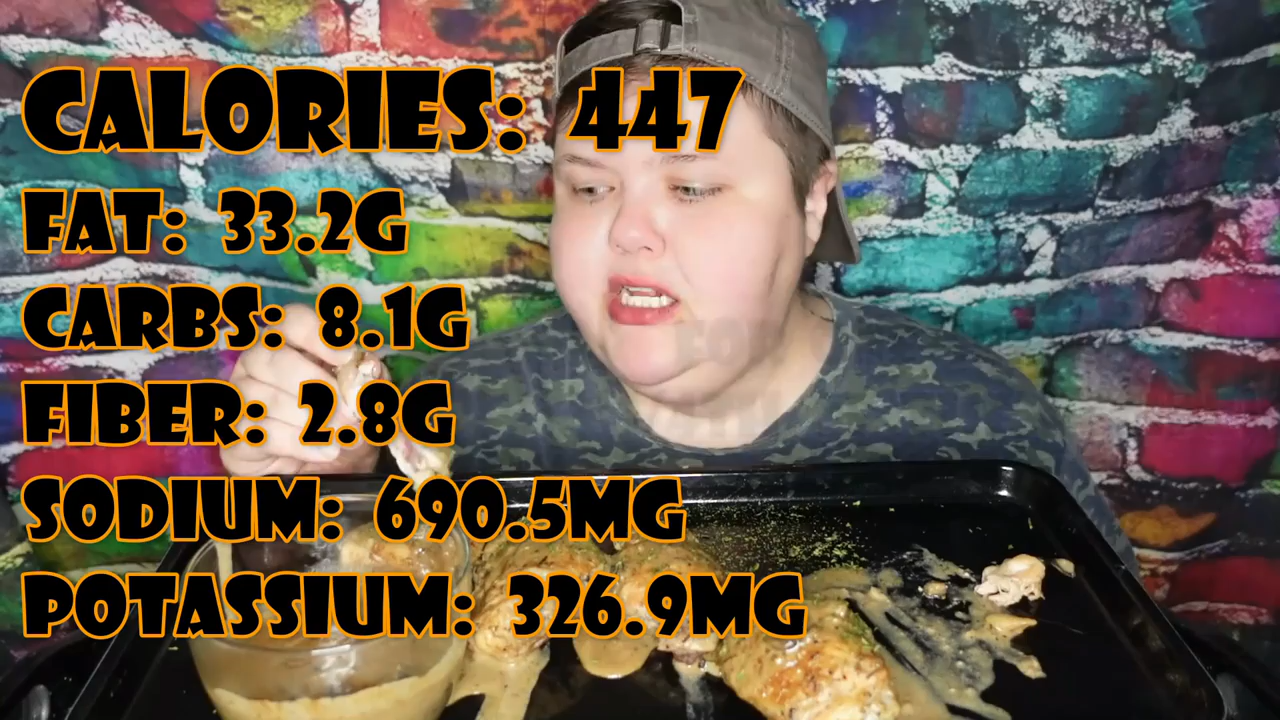 CALORIES: 447
FAT: 33.2G
CARBS: 8.1G
FIBER: 2.8G
SODIUM: 690.5MG
POTASSIUM: 326.9MG